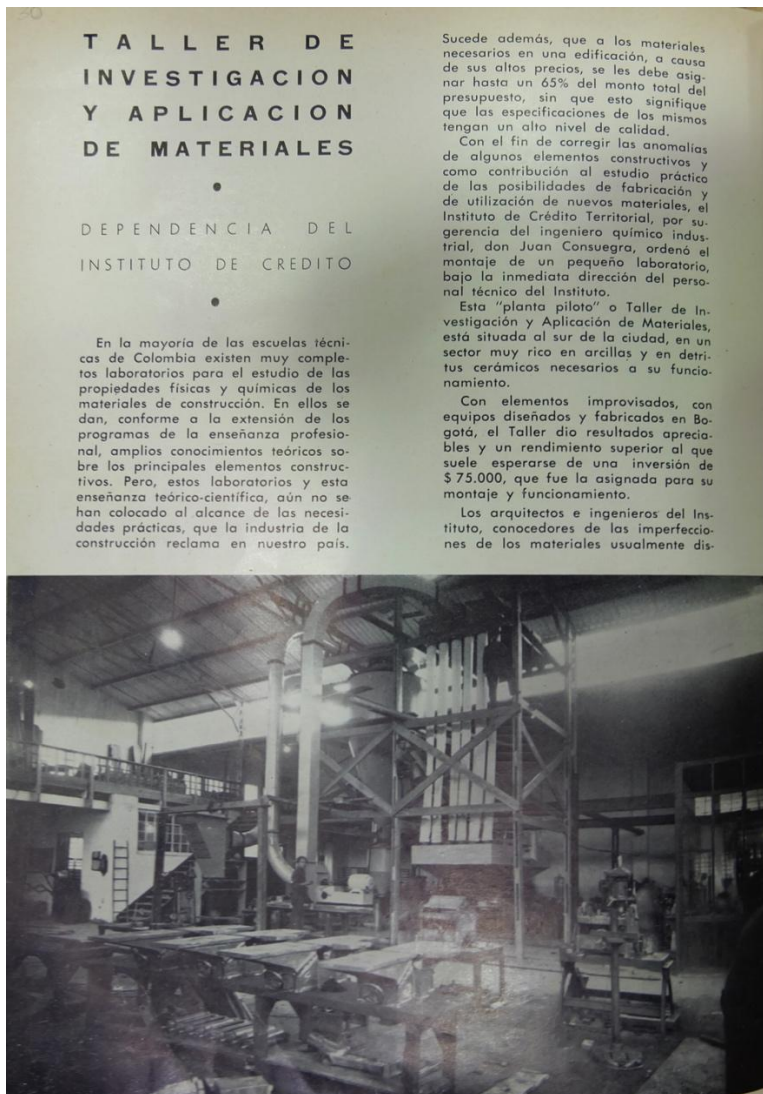 30
TALLER DE
INVESTIGACION
Y APLICACION
DE MATERIALES
DEPENDENCIA DEL
INSTITUTO DE CREDITO
En la mayoría de las escuelas técni-
cas de Colombia existen muy comple-
tos laboratorios para el estudio de las
propiedades físicas y químicas de los
materiales de construcción. En ellos se
dan, conforme a la extensión de los
programas de la enseñanza profesio-
nal, amplios conocimientos teóricos so-
bre los principales elementos construc-
tivos. Pero, estos laboratorios y esta
enseñanza teórico-científica, aún no se
han colocado al alcance de las necesi-
dades prácticas, que la industria de la
construcción reclama en nuestro país.
Sucede además, que a los materiales
necesarios en una edificación, a causa
de sus altos precios, se les debe asig-
nar hasta un 65% del monto total del
presupuesto, sin que esto signifique
que las especificaciones de los mismos
tengan un alto nivel de calidad.
Con el fin de corregir las anomalías
de algunos elementos constructivos y
como contribución al estudio práctico
de las posibilidades de fabricación y
de utilización de nuevos materiales, el
Instituto de Crédito Territorial, por su-
gerencia del ingeniero químico indus-
trial, don Juan Consuegra, ordenó el
montaje de un pequeño laboratorio,
bajo la inmediata dirección del perso-
nal técnico del Instituto.
Esta "planta piloto" o Taller de In-
vestigación y Aplicación de Materiales,
está situada al sur de la ciudad, en un
sector muy rico en arcillas y en detri-
tus cerámicos necesarios a su funcio-
namiento.
Con elementos improvisados, con
equipos diseñados y fabricados en Bo-
gotá, el Taller dio resultados aprecia-
bles y un rendimiento superior al que
suele esperarse de una inversión de
$ 75.000, que fue la asignada para su
montaje y funcionamiento.
Los arquitectos e ingenieros del Ins-
tituto, conocedores de las imperfeccio-
nes de los materiales usualmente dis-